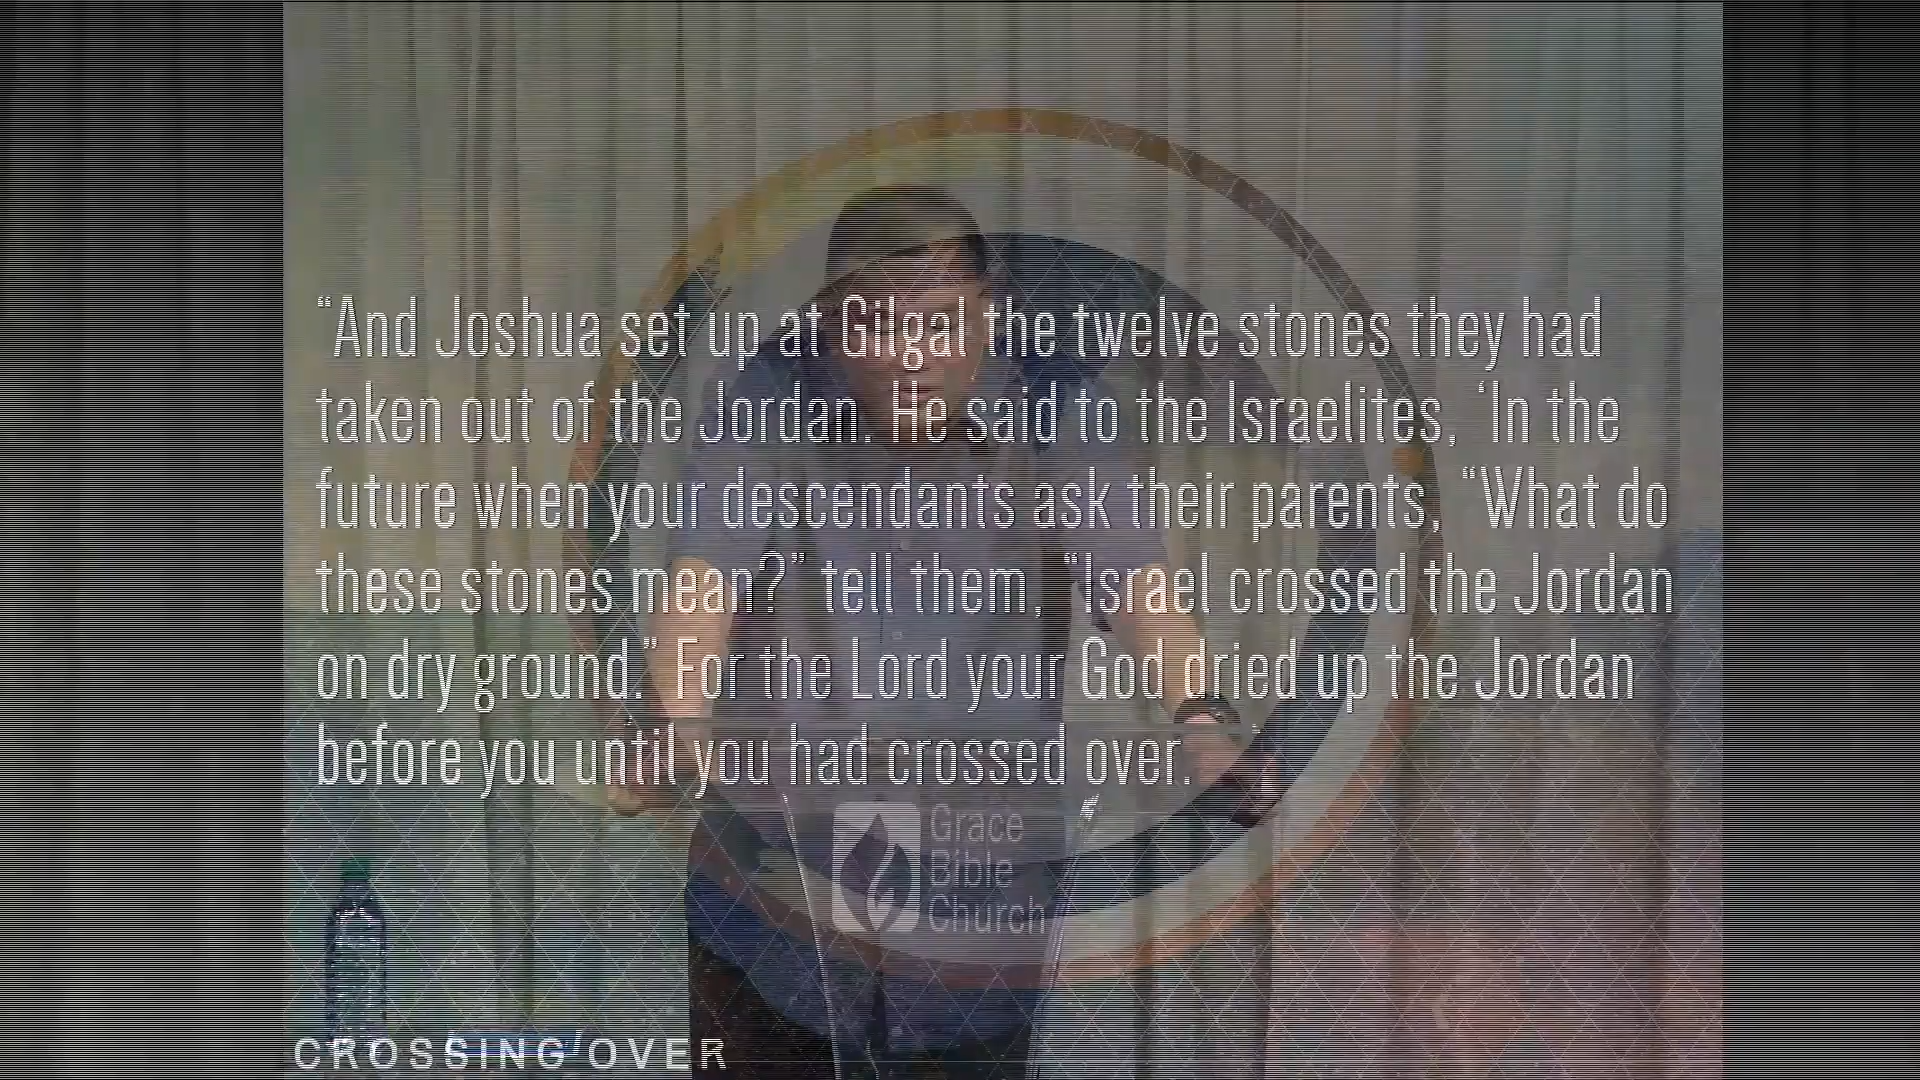 “And Joshua set up at Gilgal the twelve stones they had
taken out of the Jordan. He said to the Israelites, ‘In the
future when your descendants ask their parents, “What do
these stones mean?” tell them, “Israel crossed the Jordan
on dry ground.” For the Lord your God dried up the Jordan
before you until you had crossed over.
Grace
Bible
Church
CROSSING OVER